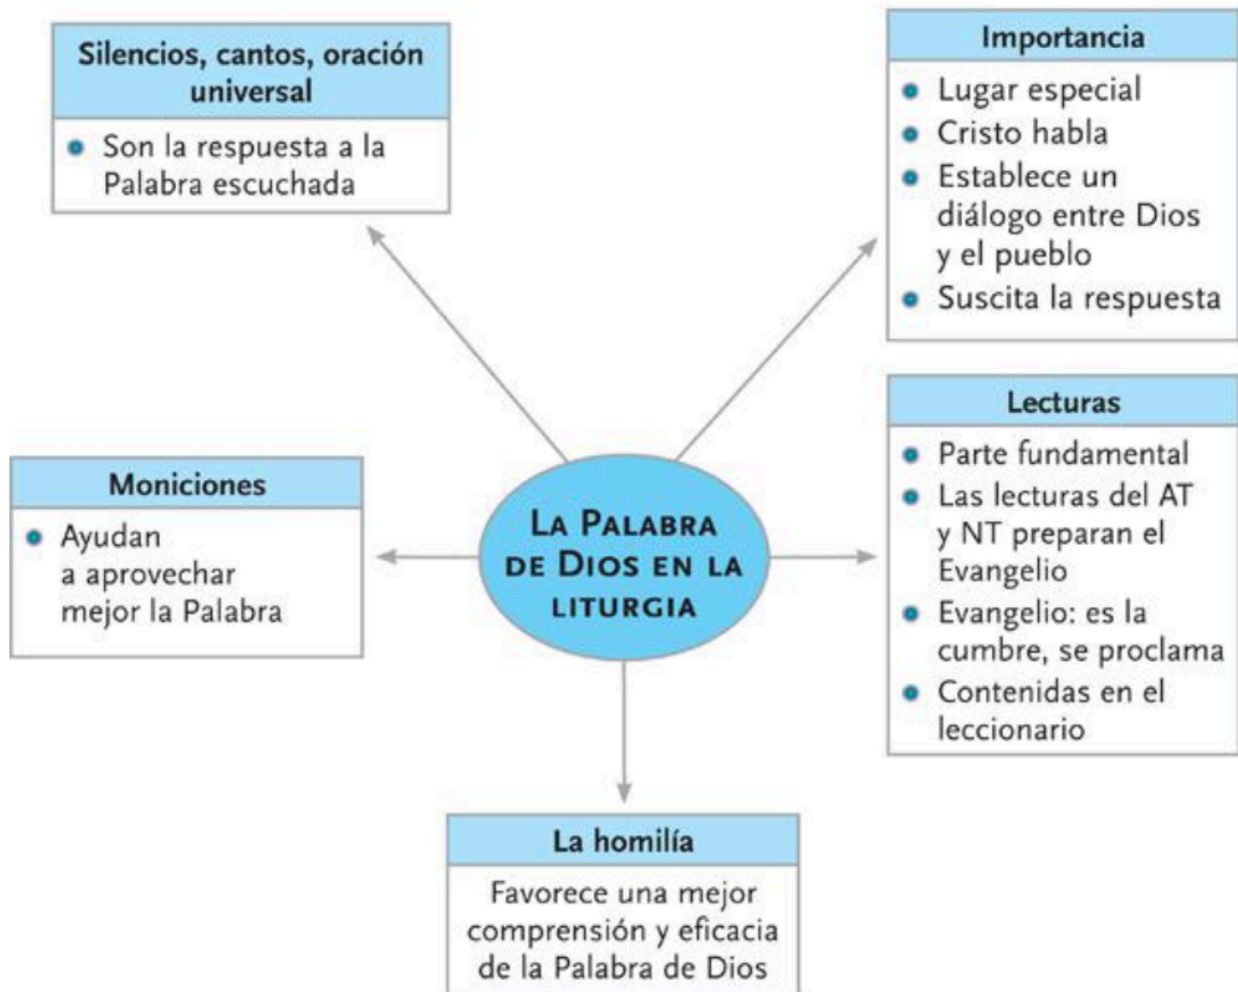 Silencios, cantos, oración
universal
Son la respuesta a la
Palabra escuchada
Importancia
Lugar especial
Cristo habla
Establece un
diálogo entre Dios
y el pueblo
Suscita la respuesta
Moniciones
Ayudan
a aprovechar
mejor la Palabra
LA PALABRA
DE DIOS EN LA
LITURGIA
Lecturas
Parte fundamental
Las lecturas del AT
y NT preparan el
Evangelio
Evangelio: es la
cumbre, se proclama
Contenidas en el
leccionario
La homilía
Favorece una mejor
comprensión y eficacia
de la Palabra de Dios